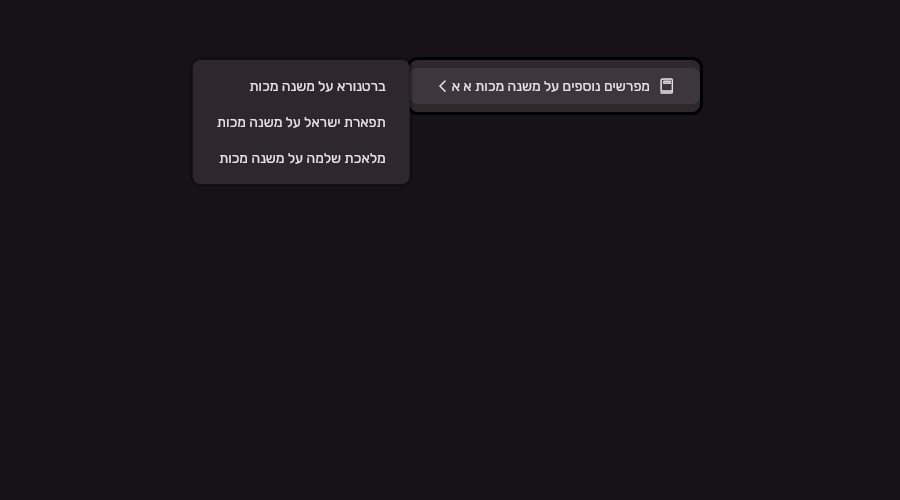 מפרשים נוספים על משנה מכות א א
ברטנורא על משנה מכות
תפארת ישראל על משנה מכות
מלאכת שלמה על משנה מכות